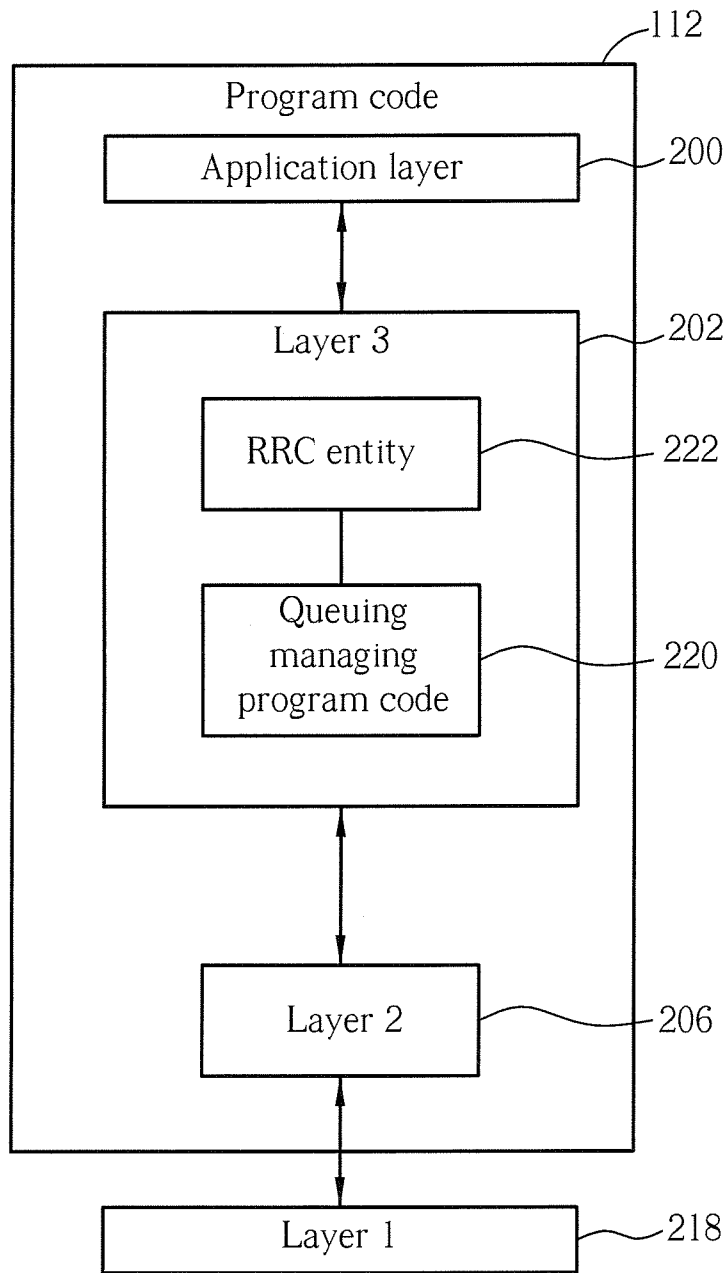 112
Program code
Application layer
200
Layer 3
202
RRC entity
222
Queuing
managing
program code
220
Layer 2
206
Layer 1
218